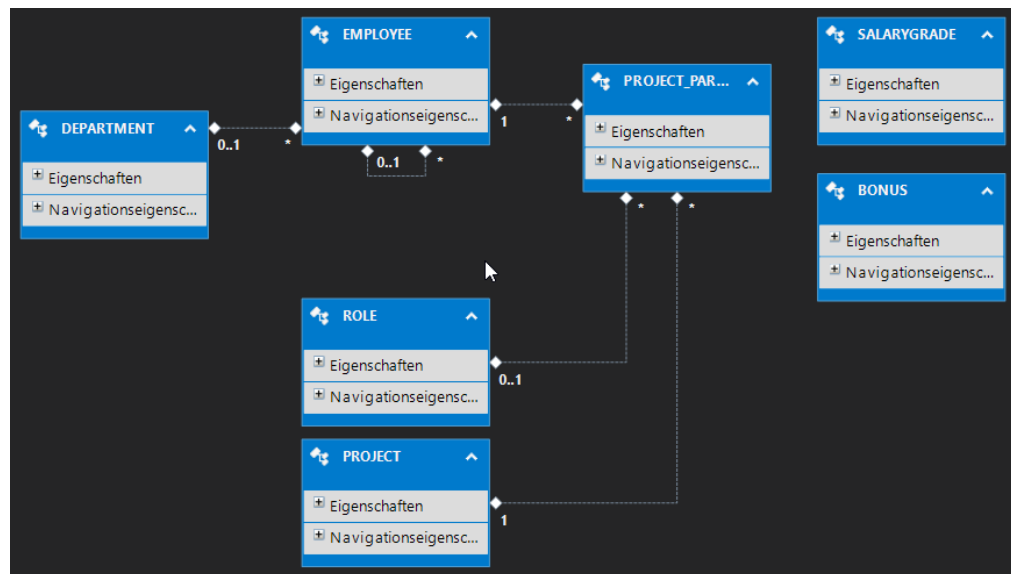 EMPLOYEE
Eigenschaften
Navigationseigensc...
DEPARTMENT
Eigenschaften
Navigationseigensc...
0..1
*
0..1
*
1
*
PROJECT_PAR...
Eigenschaften
Navigationseigensc...
*
*
SALARYGRADE
Eigenschaften
Navigationseigensc...
BONUS
Eigenschaften
Navigationseigensc...
ROLE
Eigenschaften
Navigationseigensc...
0..1
PROJECT
Eigenschaften
Navigationseigensc...
1